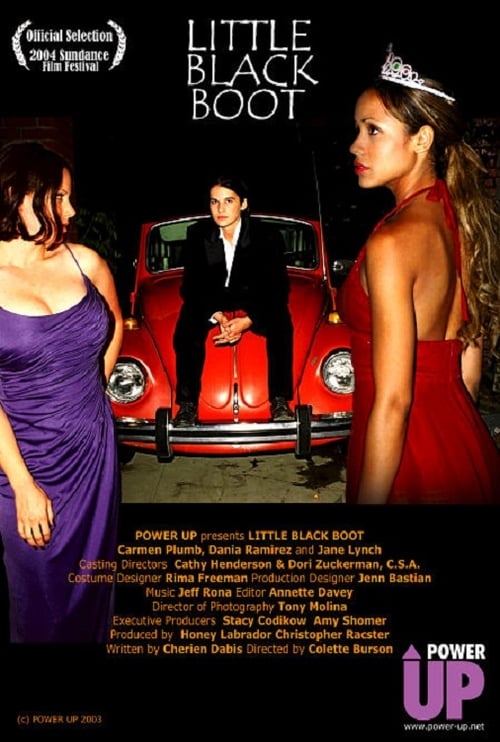 Official Selection
2004 Sundance
Film Festival
LITTLE
BLACK
BOOT
POWER UP presents LITTLE BLACK BOOT
Carmen Plumb, Dania Ramirez and Jane Lynch
Casting Directors Cathy Henderson & Dori Zuckerman, C.S.A.
Costume Designer Rima Freeman Production Designer Jenn Bastian
Music Jeff Rona Editor Annette Davey
Director of Photography Tony Molina
Executive Producers Stacy Codikow Amy Shomer
Produced by Honey Labrador Christopher Racster
Written by Cherien Dabis Directed by Colette Burson
POWER
UP
www.power-up.net
(c) POWER UP 2003